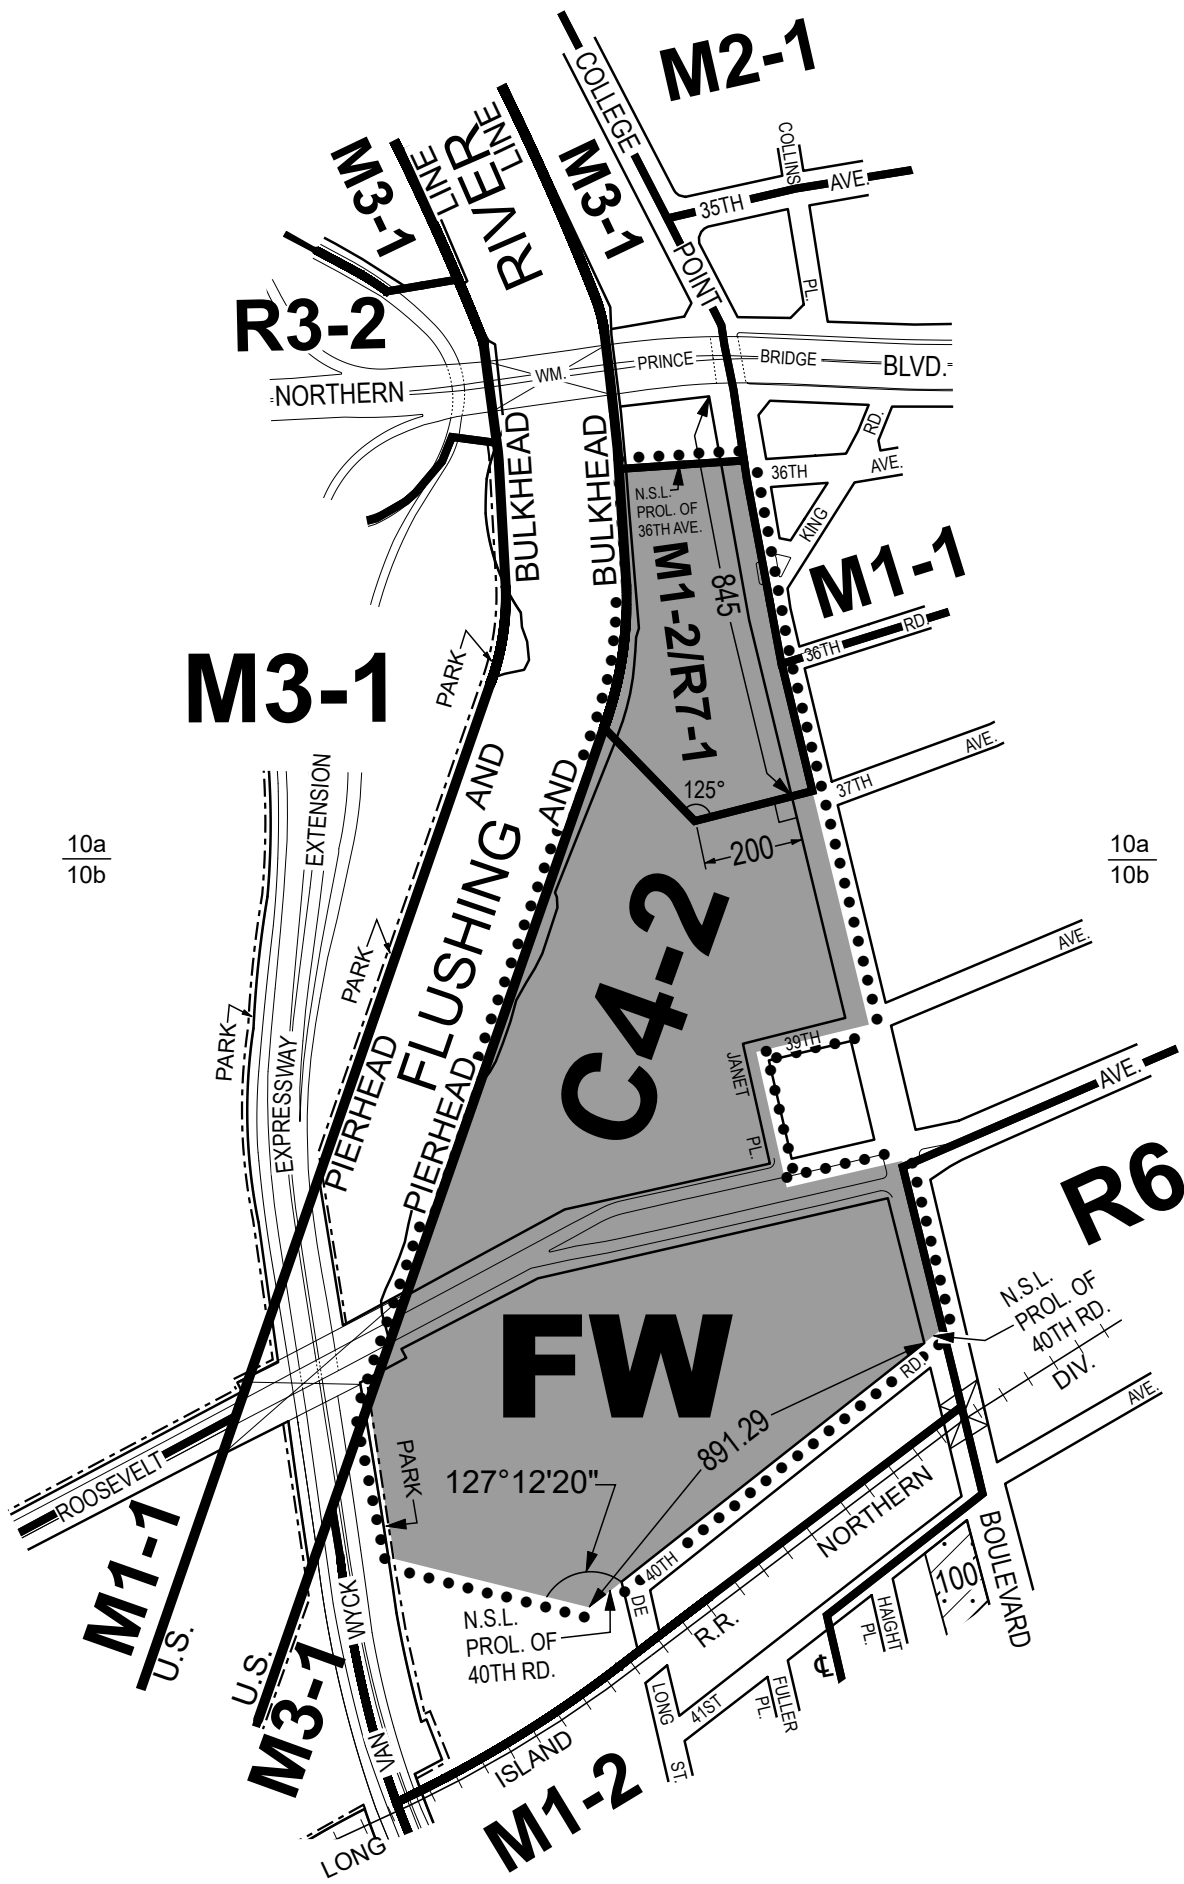 M2-1
COLLEGE
POINT
LINE
RIVER
LINE
M3-1
M3-1
COLLINS
PL.
35TH
AVE.
R3-2
NORTHERN
WM.
PRINCE
BRIDGE
BLVD.
BULKHEAD
BULKHEAD
RD.
36TH
AVE.
KING
N.S.L.
PROL. OF
36TH AVE.
M1-2/R7-1
845
M1-1
36TH
RD.
M3-1
PARK
AND
AND
125°
37TH
AVE.
200
EXTENSION
10a
10b
10a
10b
FLUSHING
C4-2
PARK
PARK
AVE.
PIERHEAD
PIERHEAD
EXPRESSWAY
39TH
JANET
PL.
AVE.
R6
N.S.L.
PROL. OF
40TH RD.
DIV.
FW
RD.
891.29
127°12'20"
PARK
AVE.
ROOSEVELT
M1-1
U.S.
40TH
NORTHERN
BOULEVARD
100
N.S.L.
PROL. OF
40TH RD.
DE
R.R.
HAIGHT
PL.
WYCK
U.S.
M3-1
℄
LONG
ST.
41ST
FULLER
PL.
VAN
ISLAND
M1-2
LONG